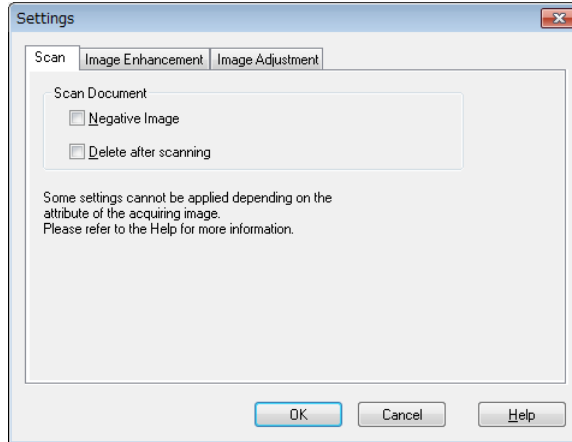 Settings
Scan Image Enhancement Image Adjustment
Scan Document
Negative Image
Delete after scanning
Some settings cannot be applied depending on the
attribute of the acquiring image.
Please refer to the Help for more information.
OK Cancel Help